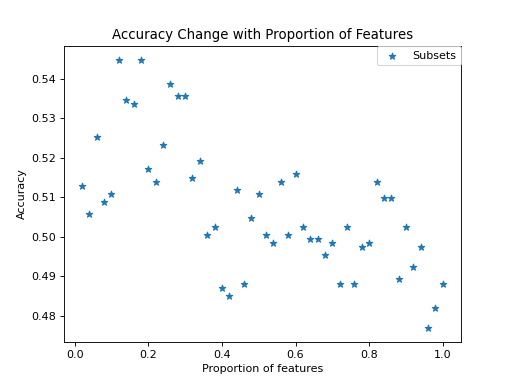 Accuracy Change with Proportion of Features
Subsets
Accuracy
0.54
0.53
0.52
0.51
0.50
0.49
0.48
0.0 0.2 0.4 0.6 0.8 1.0
Proportion of features